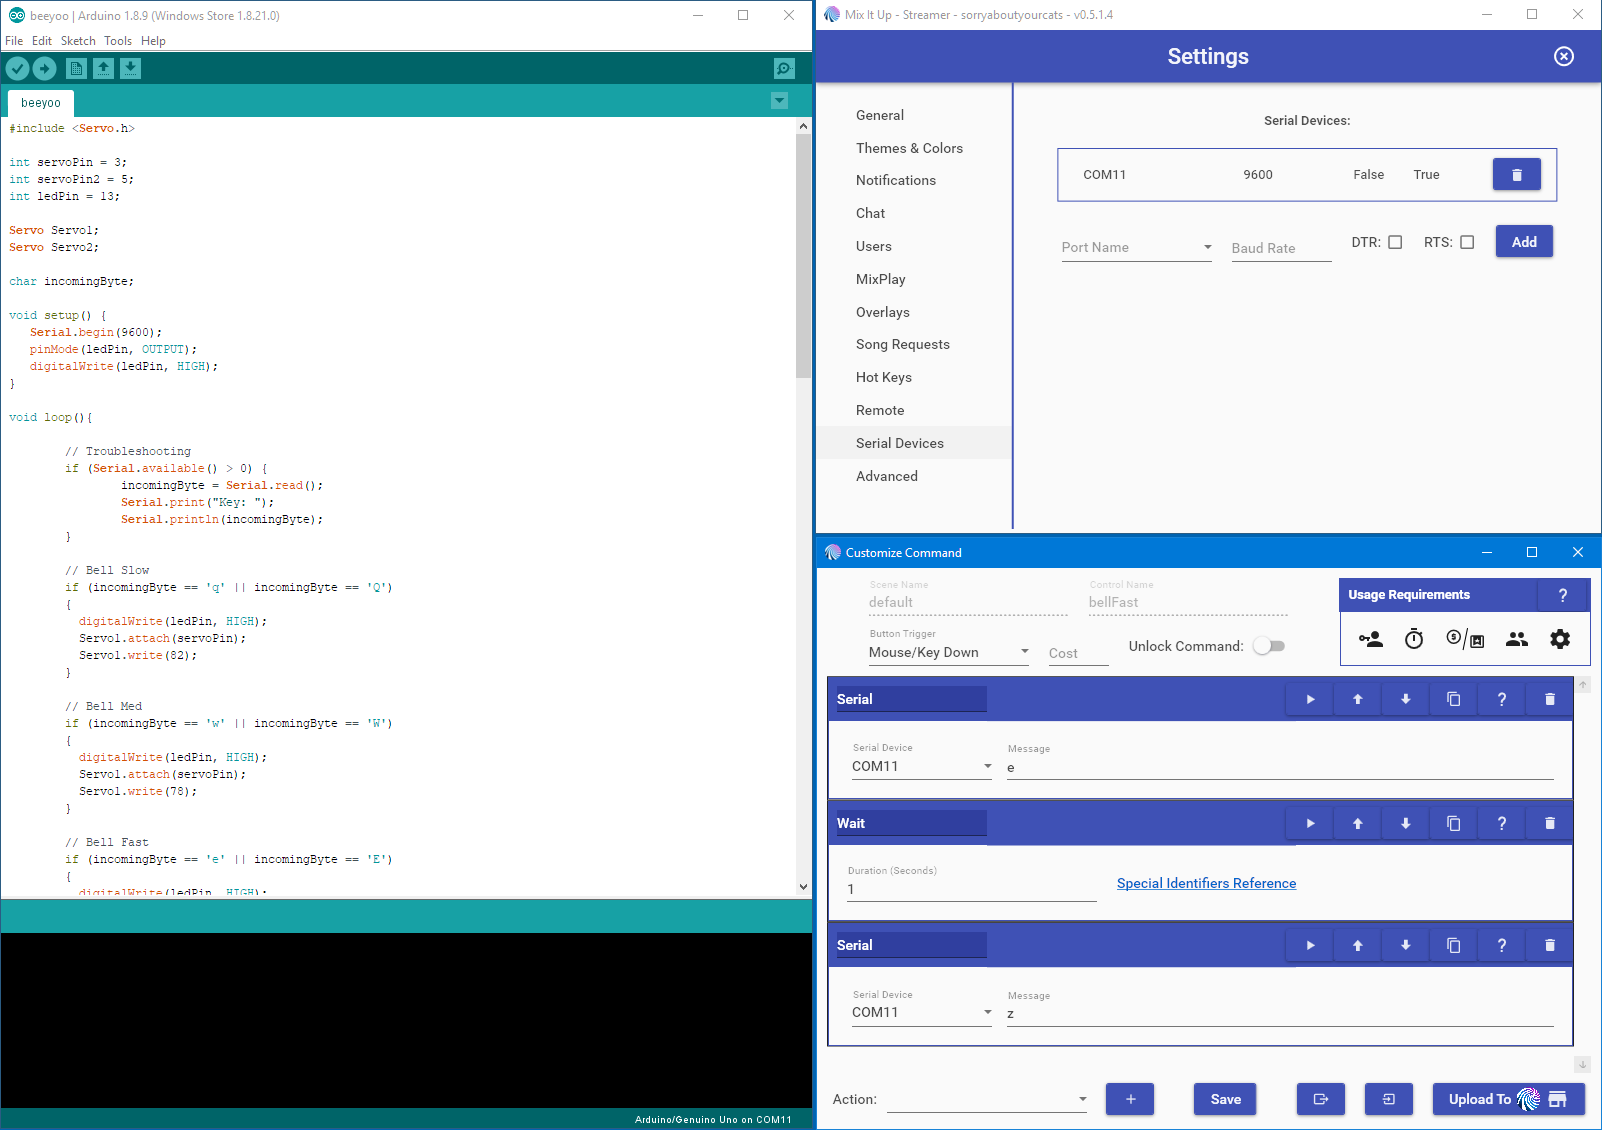 beeyoo | Arduino 1.8.9 (Windows Store 1.8.21.0)
File Edit Sketch Tools Help
beeyoo
#include <Servo.h>
int servoPin = 3;
int servoPin2 = 5;
int ledPin = 13;
Servo Servo1;
Servo Servo2;
char incomingByte;
void setup() {
Serial.begin(9600);
pinMode(ledPin, OUTPUT);
digitalWrite(ledPin, HIGH);
}
void loop(){
// Troubleshooting
if (Serial.available() > 0) {
incomingByte = Serial.read();
Serial.print("Key: ");
Serial.println(incomingByte);
}
// Bell Slow
if (incomingByte == 'q' || incomingByte == 'Q')
{
digitalWrite(ledPin, HIGH);
Servo1.attach(servoPin);
Servo1.write(82);
}
// Bell Med
if (incomingByte == 'w' || incomingByte == 'W')
{
digitalWrite(ledPin, HIGH);
Servo1.attach(servoPin);
Servo1.write(78);
}
// Bell Fast
if (incomingByte == 'e' || incomingByte == 'E')
{
digitalWrite(ledPin, HIGH);
Arduino/Genuino Uno on COM11
Mix It Up - Streamer - sorryaboutyourcats - v0.5.1.4
Settings
General
Themes & Colors
Notifications
Chat
Users
MixPlay
Overlays
Song Requests
Hot Keys
Remote
Serial Devices
Advanced
Serial Devices:
COM11 9600 False True
Port Name Baud Rate DTR: RTS: Add
Customize Command
Scene Name Control Name
default bellFast
Button Trigger
Mouse/Key Down Cost Unlock Command:
Usage Requirements ?
Serial ?
Serial Device Message
COM11 e
Wait ?
Duration (Seconds)
1 Special Identifiers Reference
Serial ?
Serial Device Message
COM11 z
Action: + Save Upload To